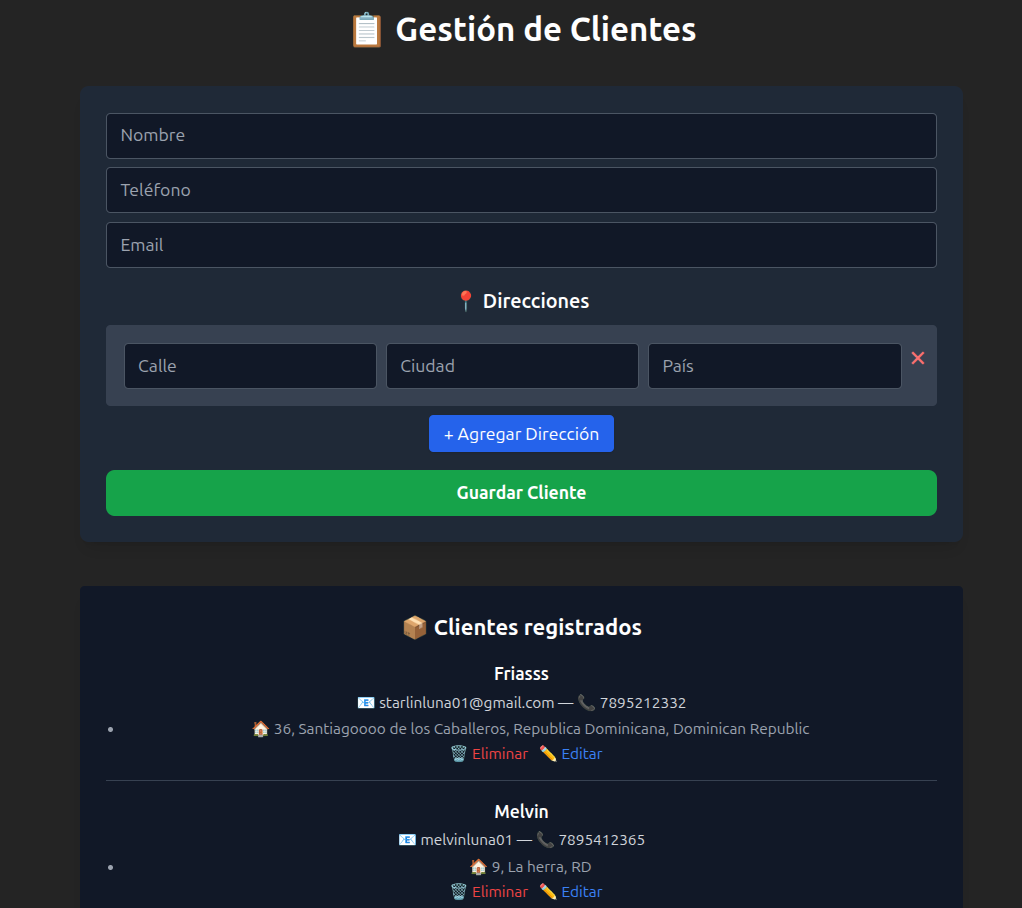 📋 Gestión de Clientes
Nombre
Teléfono
Email
📍 Direcciones
Calle Ciudad País ✕
+ Agregar Dirección
Guardar Cliente
📦 Clientes registrados
Friasss
📧 starlinluna01@gmail.com — 📞 7895212332
• 🏠 36, Santiagoooo de los Caballeros, Republica Dominicana, Dominican Republic
🗑️ Eliminar ✏️ Editar
Melvin
📧 melvinluna01 — 📞 7895412365
• 🏠 9, La herra, RD
🗑️ Eliminar ✏️ Editar